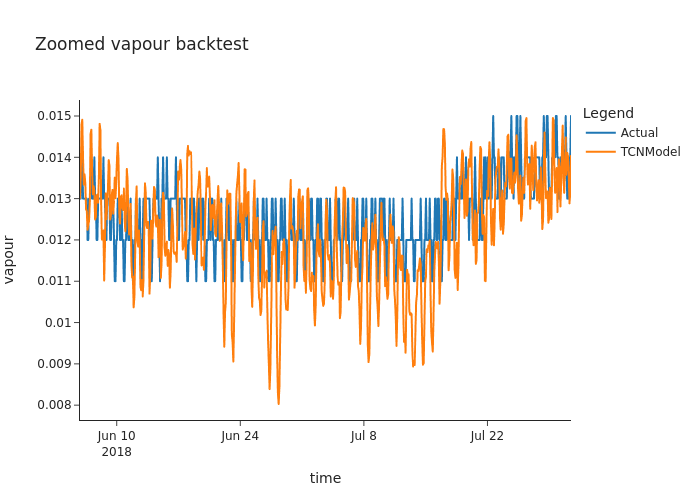 Zoomed vapour backtest
Legend
Actual
TCNModel
0.015
0.014
0.013
0.012
0.011
0.01
0.009
0.008
vapour
Jun 10
2018
Jun 24
Jul 8
Jul 22
time